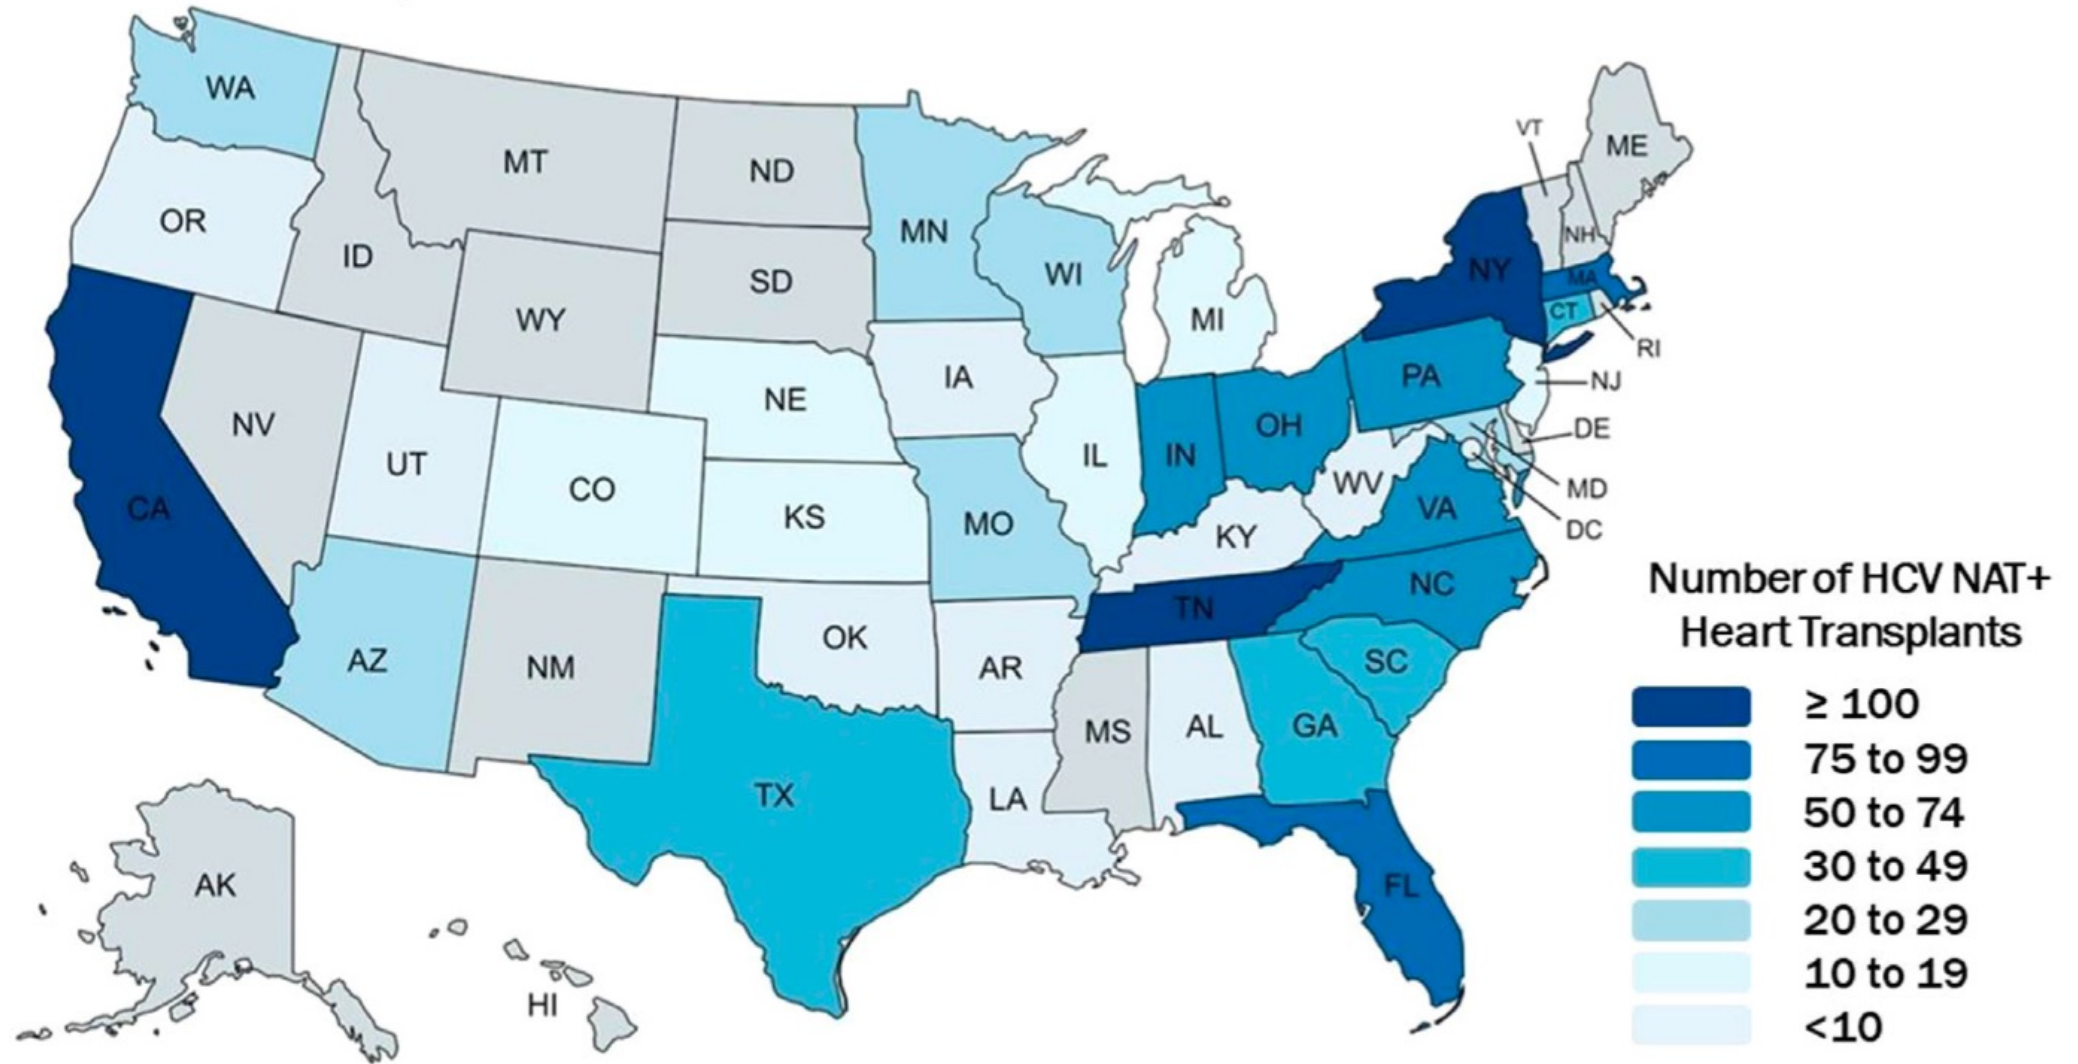 WA
MT
ND
MN
OR
ID
SD
WI
WY
MI
VT
ME
NH
NY
MA
CT
RI
NV
UT
NE
IA
PA
NJ
CO
IL
IN
OH
DE
CA
KS
MO
WV
VA
MD
KY
DC
AZ
NM
OK
AR
TN
NC
SC
MS
AL
GA
TX
LA
FL
AK
HI
Number of HCV NAT+
Heart Transplants
≥ 100
75 to 99
50 to 74
30 to 49
20 to 29
10 to 19
<10